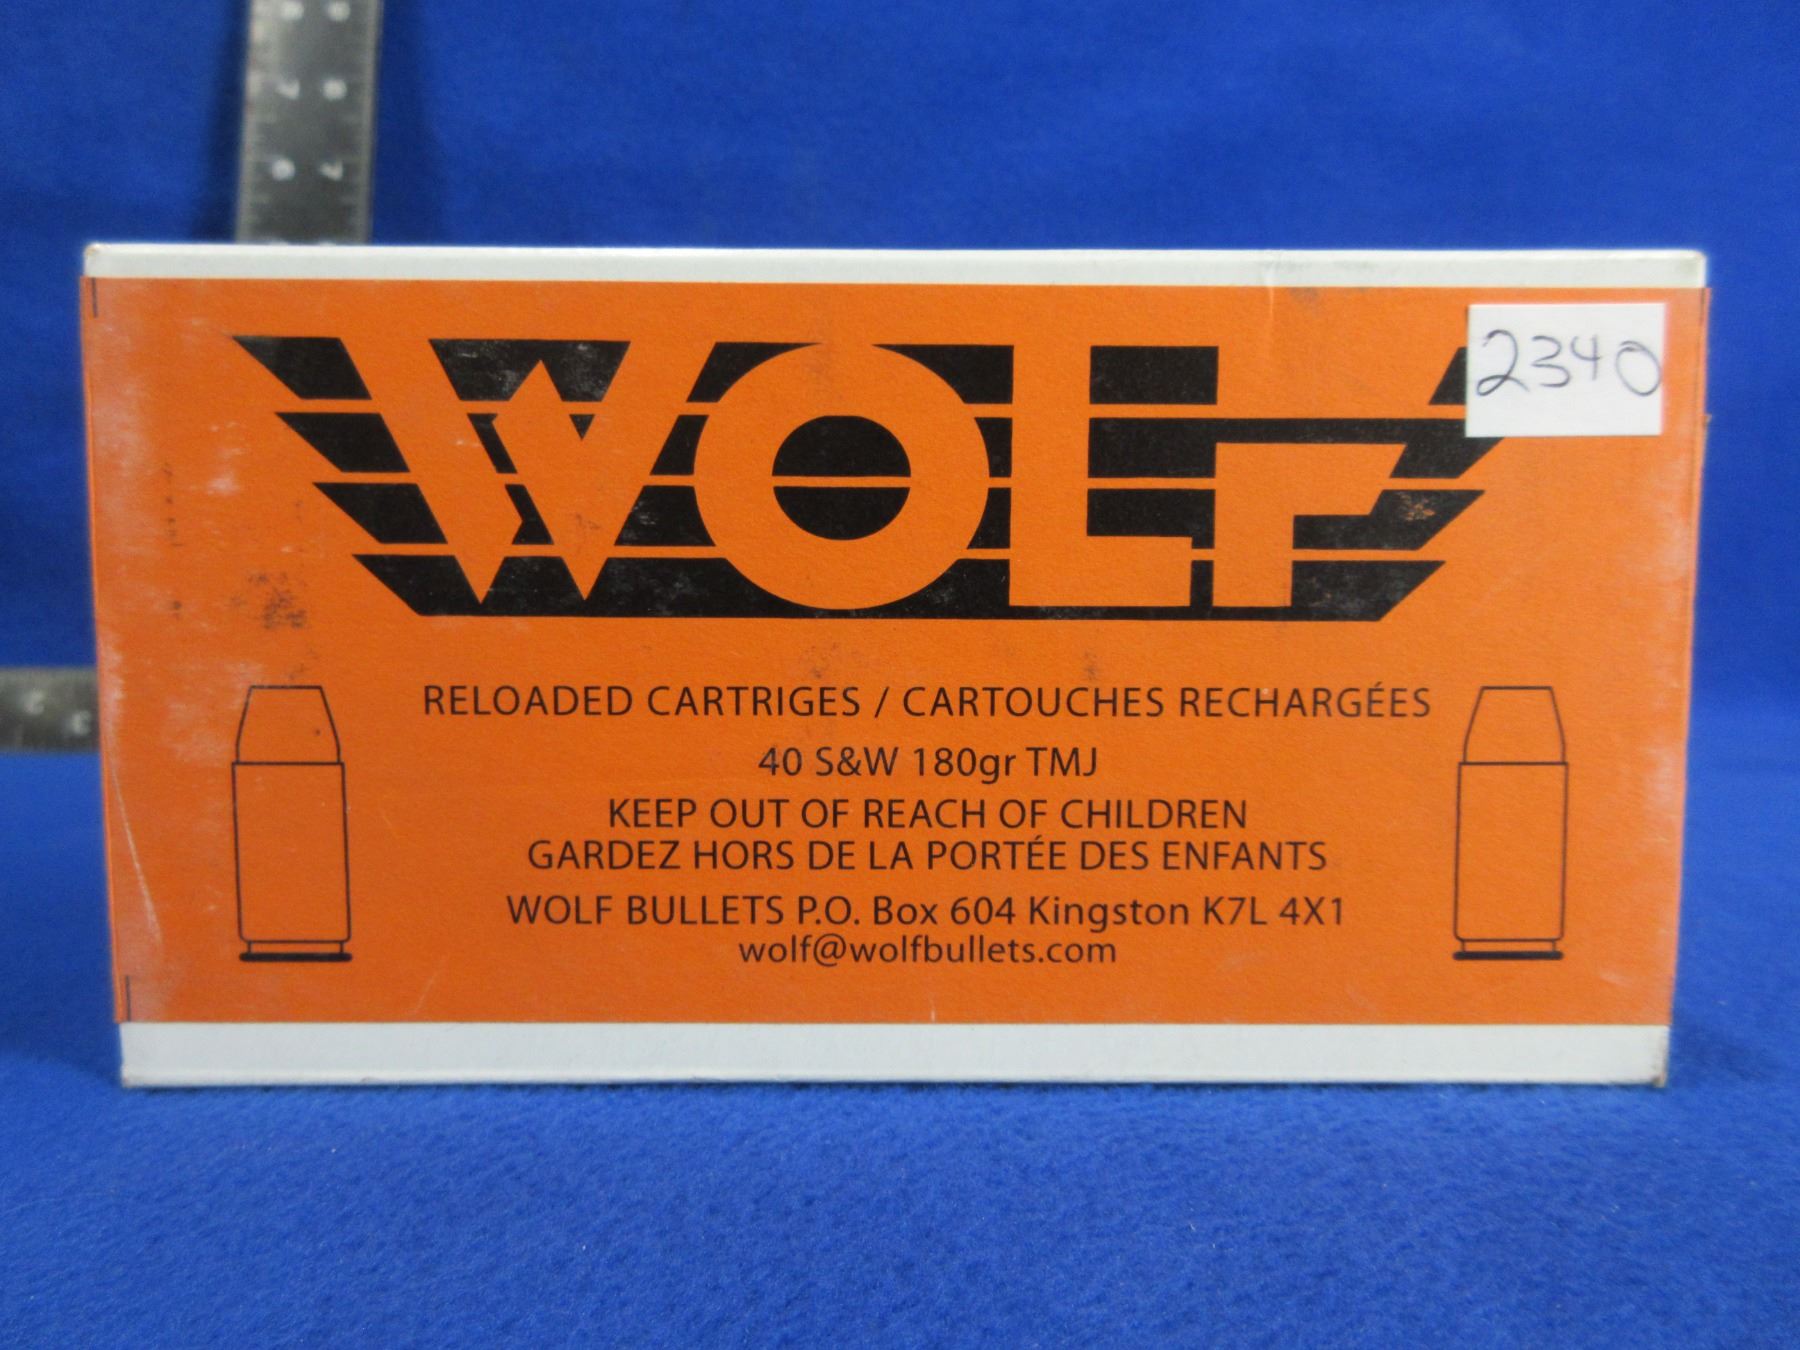 WOLF
2340
RELOADED CARTRIGES / CARTOUCHES RECHARGÉES
40 S&W 180gr TMJ
KEEP OUT OF REACH OF CHILDREN
GARDEZ HORS DE LA PORTÉE DES ENFANTS
WOLF BULLETS P.O. Box 604 Kingston K7L 4X1
wolf@wolfbullets.com